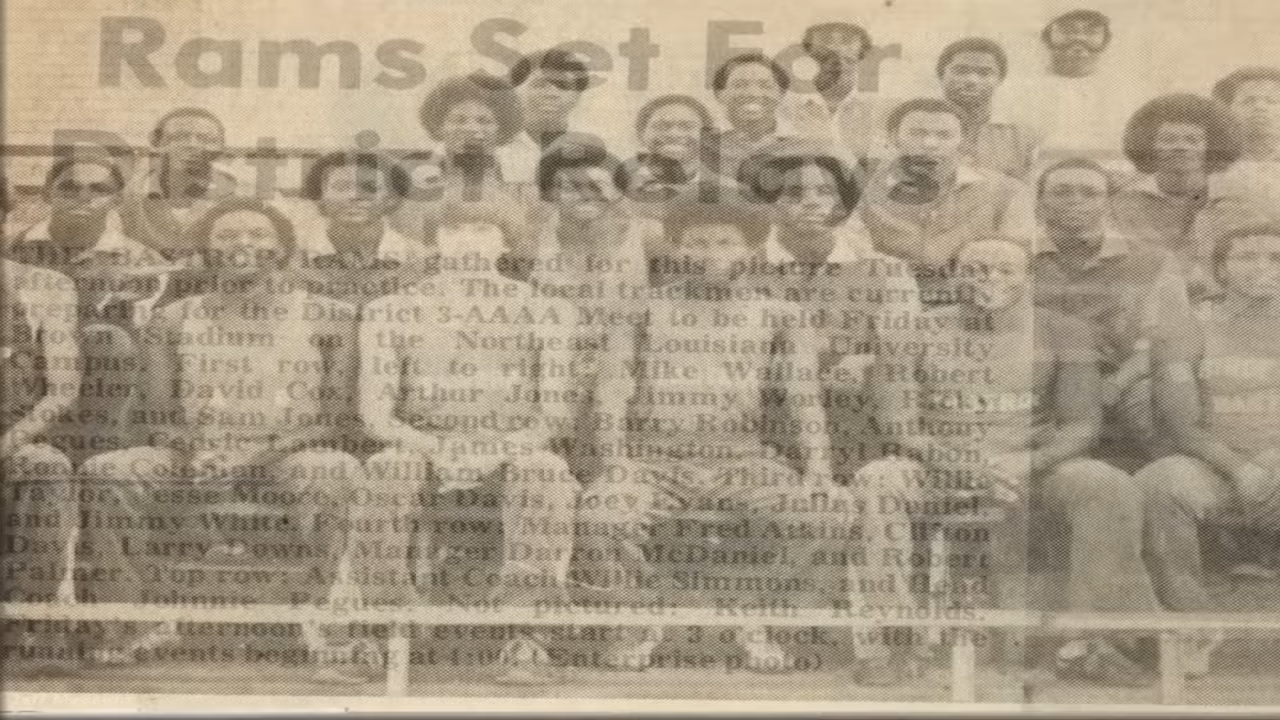 Rams Set For
District Relay
THE BASTROP RAMS gathered for this picture Tuesday
afternoon prior to practice. The local trackmen are currently
preparing for the District 3-AAAA Meet to be held Friday at
Brown Stadium on the Northeast Louisiana University
Campus. First row, left to right: Mike Wallace, Robert
Wheeler, David Cox, Arthur Jones, Jimmy Worley, Ricky
Stokes, and Sam Jones. Second row: Barry Robinson, Anthony
Pegues, Cedric Lambert, James Washington, Darryl Rabon,
Ronnie Coleman, and William Bruce Davis. Third row: Willie
Taylor, Jesse Moore, Oscar Davis, Joey Evans, Julius Daniel,
and Jimmy White. Fourth row: Manager Fred Atkins, Clifton
Davis, Larry Downs, Manager Darron McDaniel, and Robert
Palmer. Top row: Assistant Coach Willie Simmons, and Head
Coach Johnnie Pegues. Not pictured: Keith Reynolds.
Friday's afternoon's field events start at 3 o'clock, with the
running events beginning at (Enterprise photo)